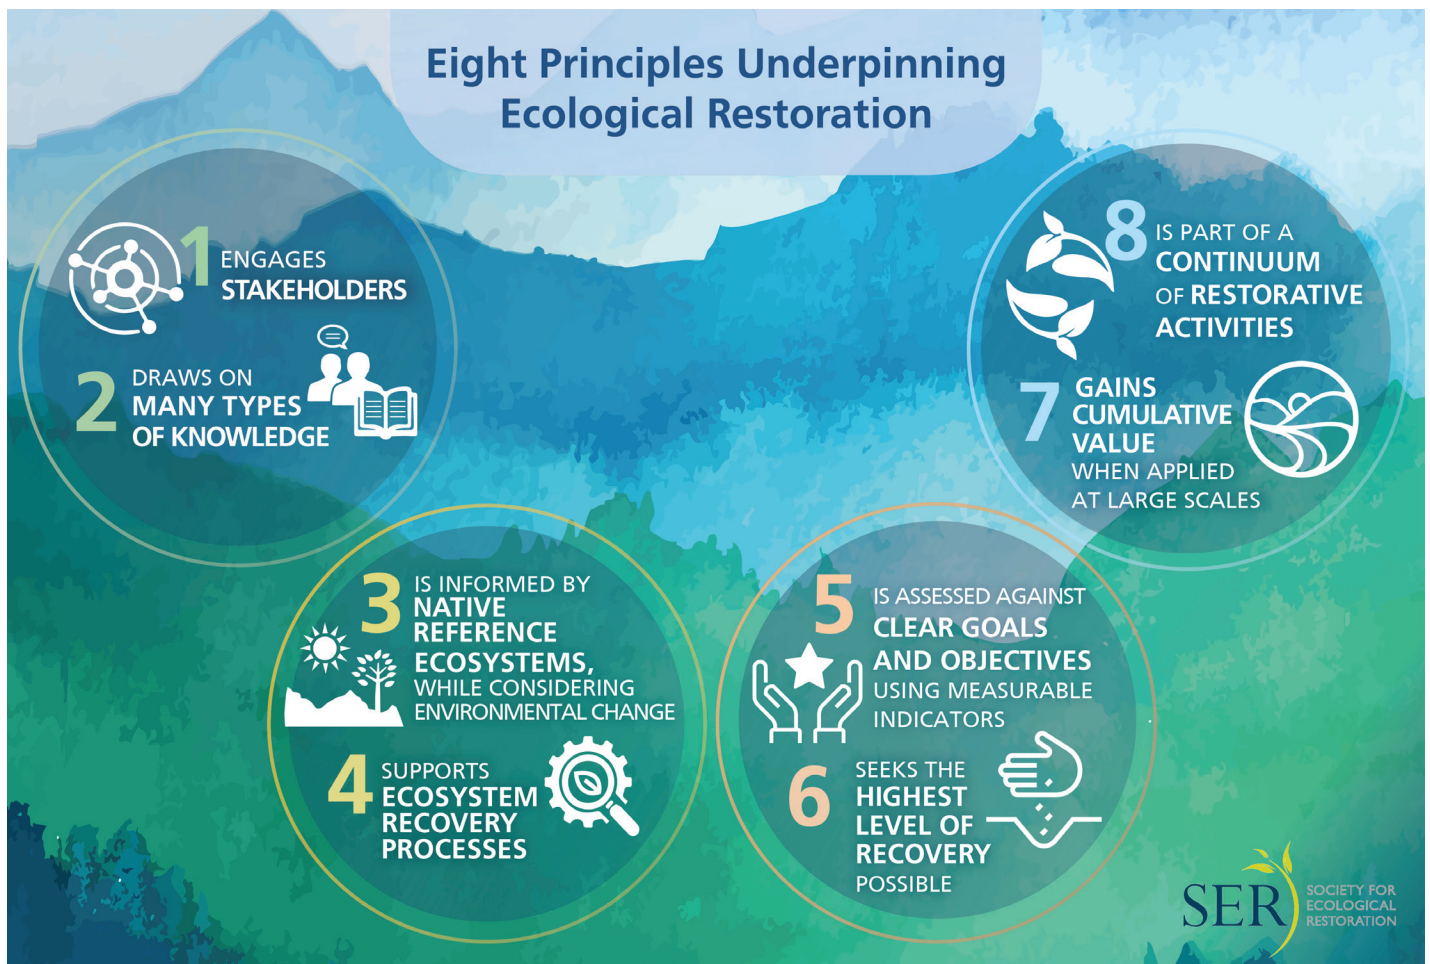 Eight Principles Underpinning
Ecological Restoration
1 ENGAGES
STAKEHOLDERS
2 DRAWS ON
MANY TYPES
OF KNOWLEDGE
3 IS INFORMED BY
NATIVE
REFERENCE
ECOSYSTEMS,
WHILE CONSIDERING
ENVIRONMENTAL CHANGE
4 SUPPORTS
ECOSYSTEM
RECOVERY
PROCESSES
5 IS ASSESSED AGAINST
CLEAR GOALS
AND OBJECTIVES
USING MEASURABLE
INDICATORS
6 SEEKS THE
HIGHEST
LEVEL OF
RECOVERY
POSSIBLE
7 GAINS
CUMULATIVE
VALUE
WHEN APPLIED
AT LARGE SCALES
8 IS PART OF A
CONTINUUM
OF RESTORATIVE
ACTIVITIES
SER
SOCIETY FOR
ECOLOGICAL
RESTORATION